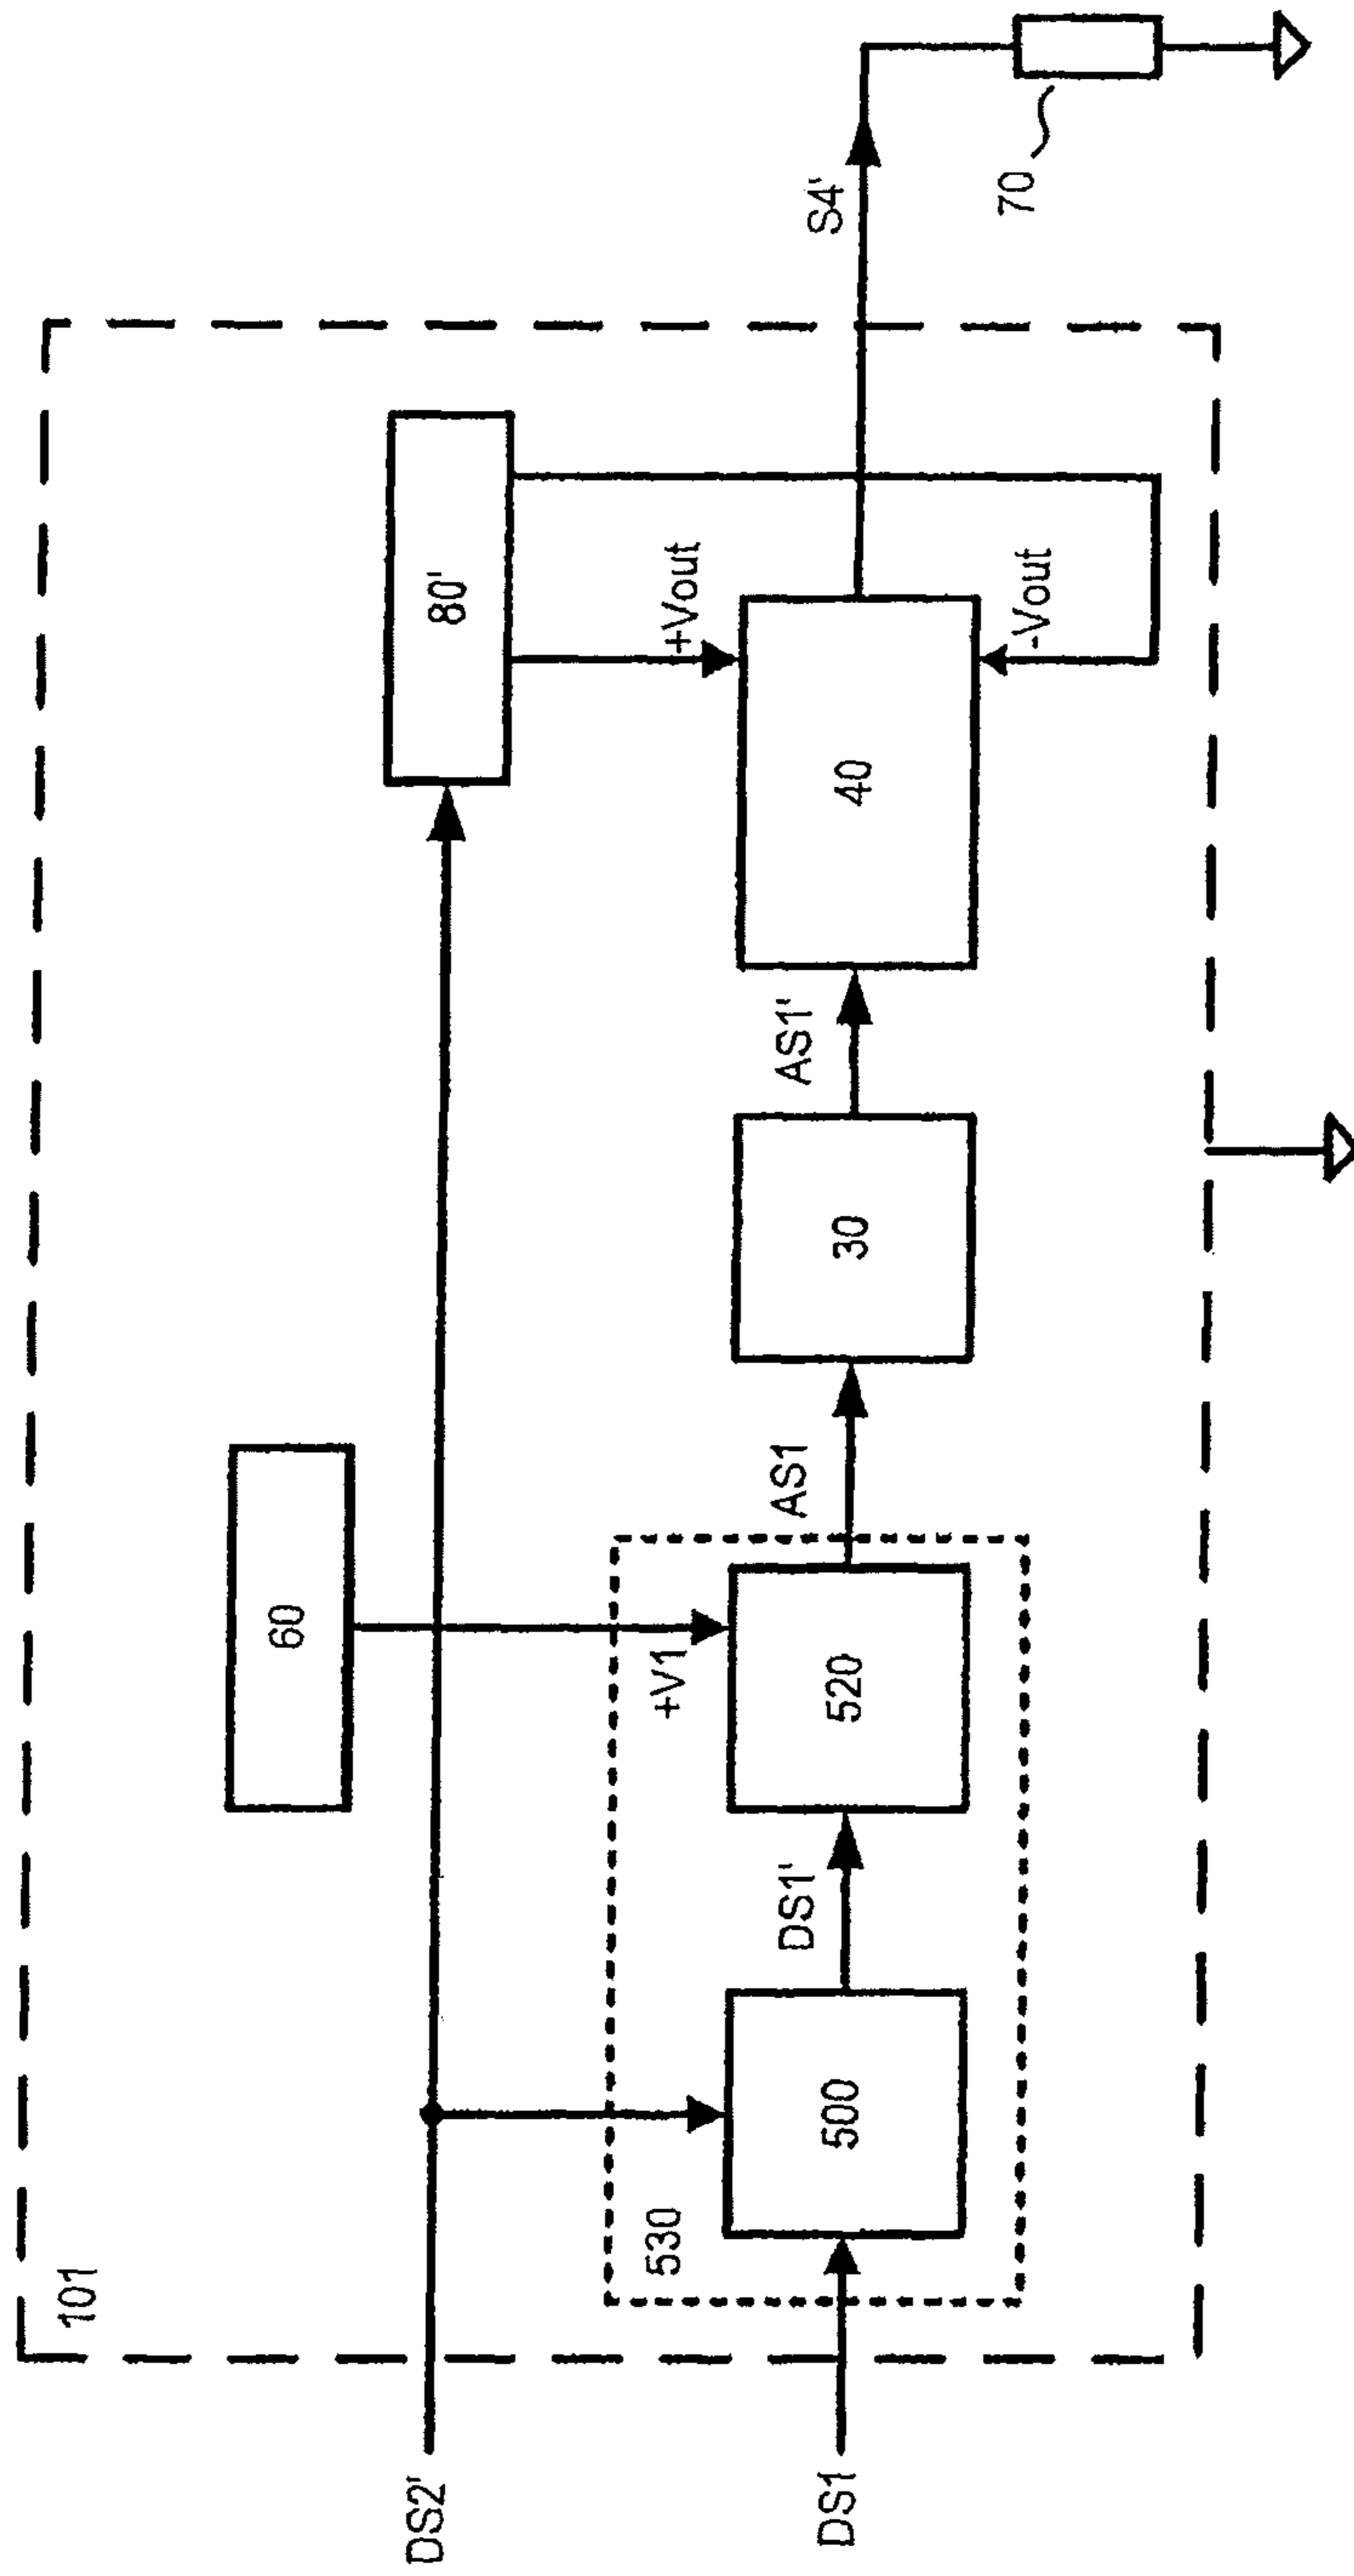 101
60
80'
DS2'
530
+V1
+Vout
DS1
500
DS1'
520
AS1
30
AS1'
40
-Vout
S4'
70